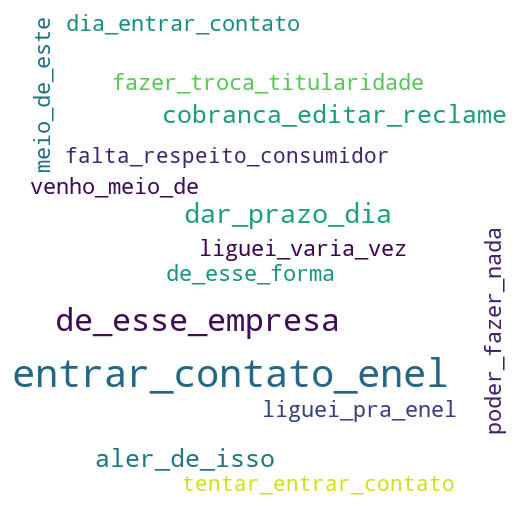 dia_entrar_contato
meio_de_este
fazer_troca_titularidade
cobranca_editar_reclame
falta_respeito_consumidor
venho_meio_de
dar_prazo_dia
liguei_varia_vez
poder_fazer_nada
de_esse_forma
de_esse_empresa
entrar_contato_enel
liguei_pra_enel
aler_de_isso
tentar_entrar_contato